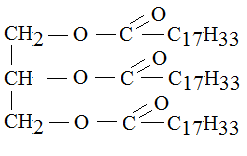 O
CH2 – O – C – C17H33
O
CH – O – C – C17H33
O
CH2 – O – C – C17H33